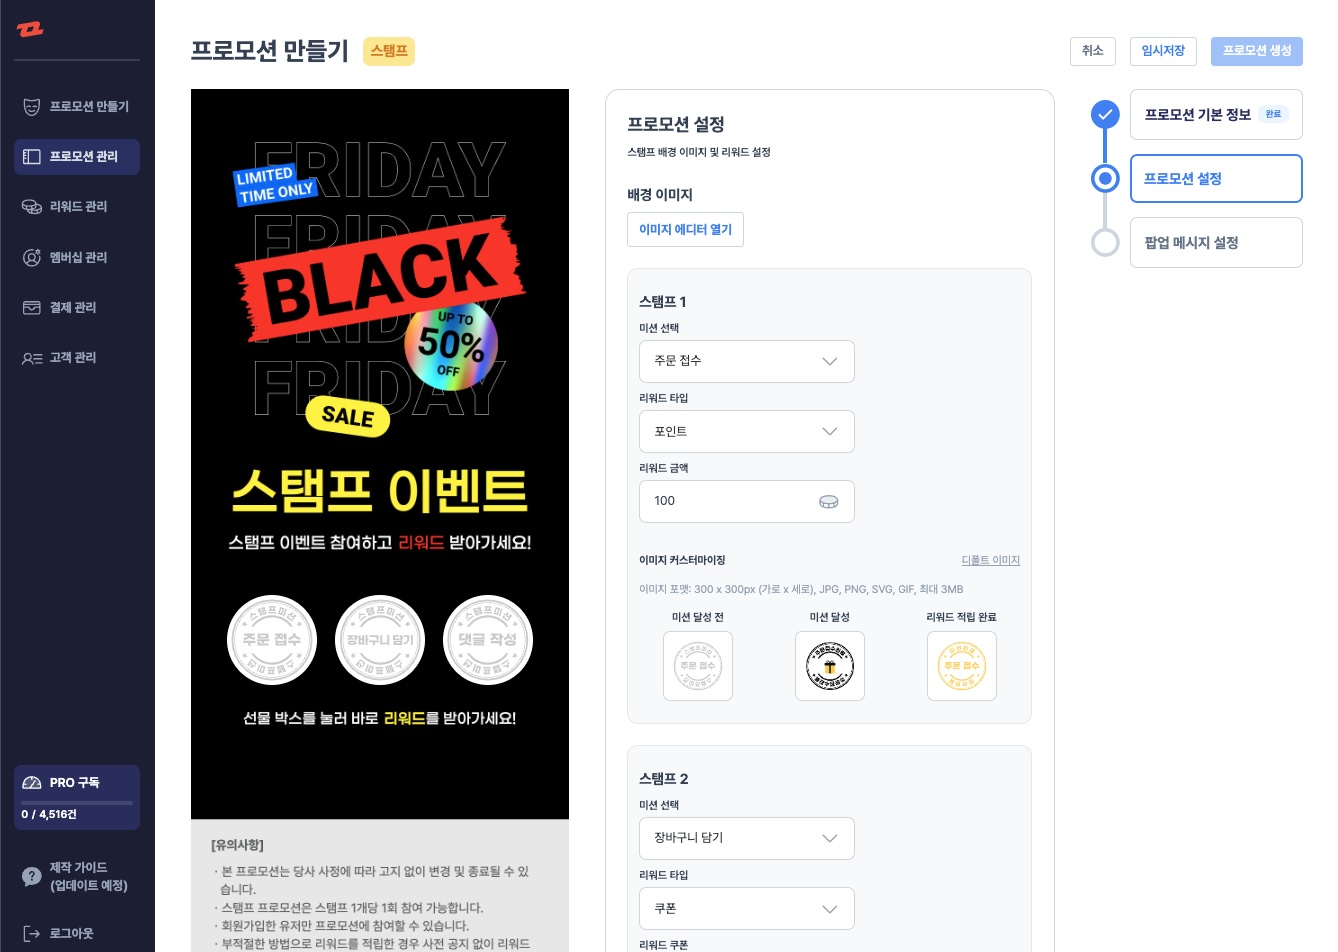 프로모션 만들기
프로모션 관리
리워드 관리
멤버십 관리
결제 관리
고객 관리
PRO 구독
0 / 4,516건
제작 가이드
(업데이트 예정)
로그아웃
프로모션 만들기 스탬프
취소 임시저장 프로모션 생성
FRIDAY
LIMITED
TIME ONLY
FRIDAY
BLACK
FRIDAY
UP TO
50%
OFF
FRIDAY
SALE
스탬프 이벤트
스탬프 이벤트 참여하고 리워드 받아가세요!
스탬프미션
주문 접수
스탬프미션
장바구니 담기
스탬프미션
댓글 작성
선물 박스를 눌러 바로 리워드를 받아가세요!
[유의사항]
· 본 프로모션는 당사 사정에 따라 고지 없이 변경 및 종료될 수 있
습니다.
· 스탬프 프로모션은 스탬프 1개당 1회 참여 가능합니다.
· 회원가입한 유저만 프로모션에 참여할 수 있습니다.
· 부적절한 방법으로 리워드를 적립한 경우 사전 공지 없이 리워드
프로모션 설정
스탬프 배경 이미지 및 리워드 설정
배경 이미지
이미지 에디터 열기
스탬프 1
미션 선택
주문 접수
리워드 타입
포인트
리워드 금액
100
이미지 커스터마이징 디폴트 이미지
이미지 포맷: 300 x 300px (가로 x 세로), JPG, PNG, SVG, GIF, 최대 3MB
미션 달성 전 미션 달성 리워드 적립 완료
주문 접수
주문 접수
스탬프 2
미션 선택
장바구니 담기
리워드 타입
쿠폰
리워드 쿠폰
프로모션 기본 정보 완료
프로모션 설정
팝업 메시지 설정